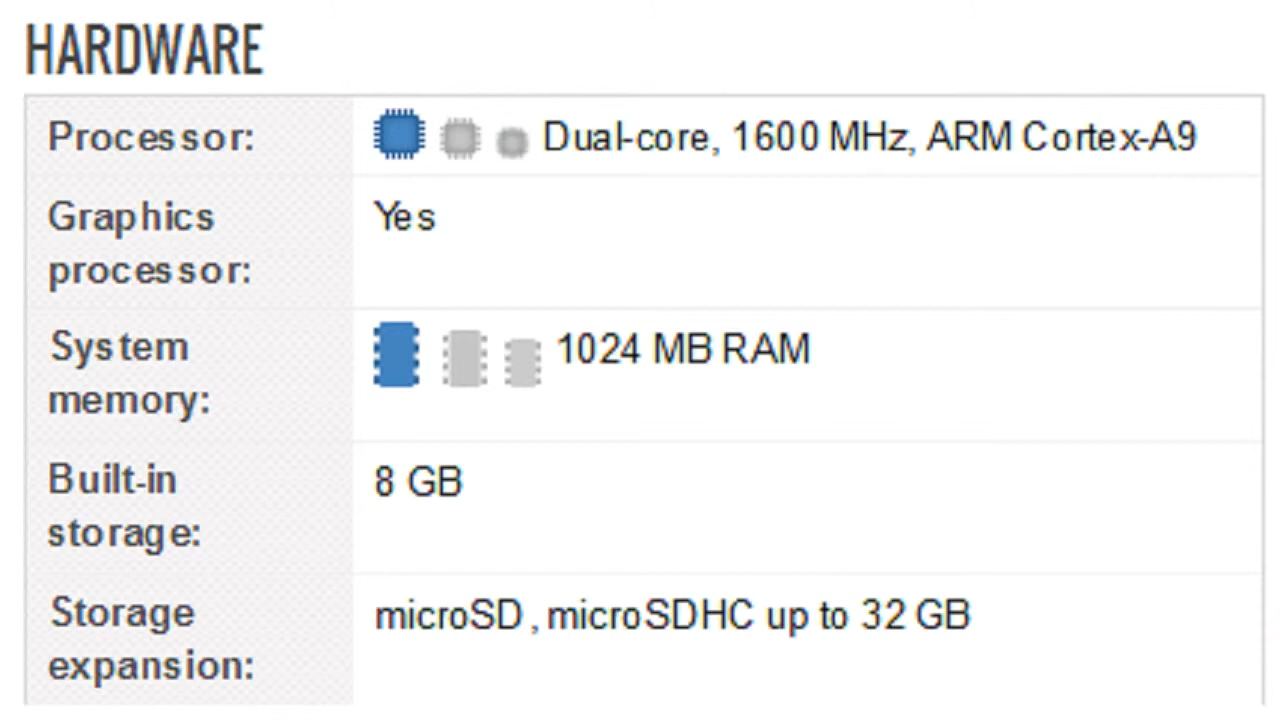 HARDWARE
Processor: Dual-core, 1600 MHz, ARM Cortex-A9
Graphics processor: Yes
System memory: 1024 MB RAM
Built-in storage: 8 GB
Storage expansion: microSD, microSDHC up to 32 GB